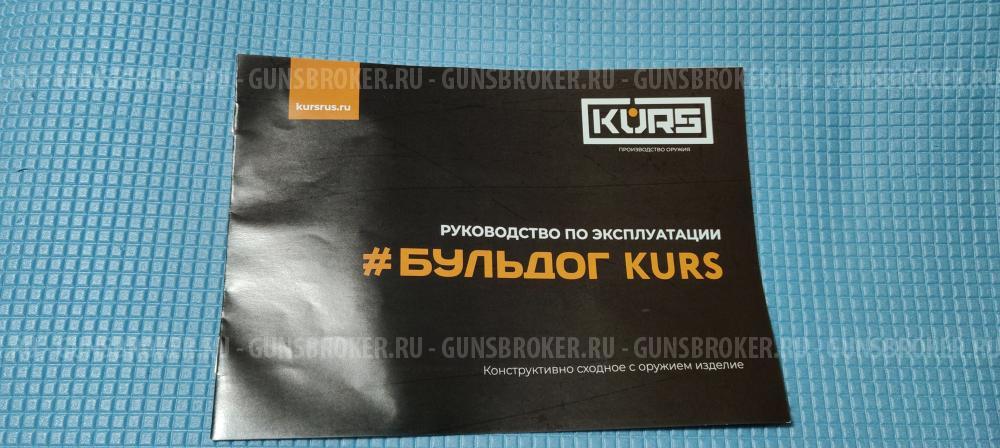 GUNSBROKER.RU - GUNSBROKER.RU - GUNSBROKER.RU - GUNSBROKER.RU
kursrus.ru
KURS
ПРОИЗВОДСТВО ОРУЖИЯ
РУКОВОДСТВО ПО ЭКСПЛУАТАЦИИ
#БУЛЬДОГ KURS
GUNSBROKER.RU - GUNSBROKER.RU - GUNSBROKER.RU - GUNSBROKER.RU
Конструктивно сходное с оружием изделие